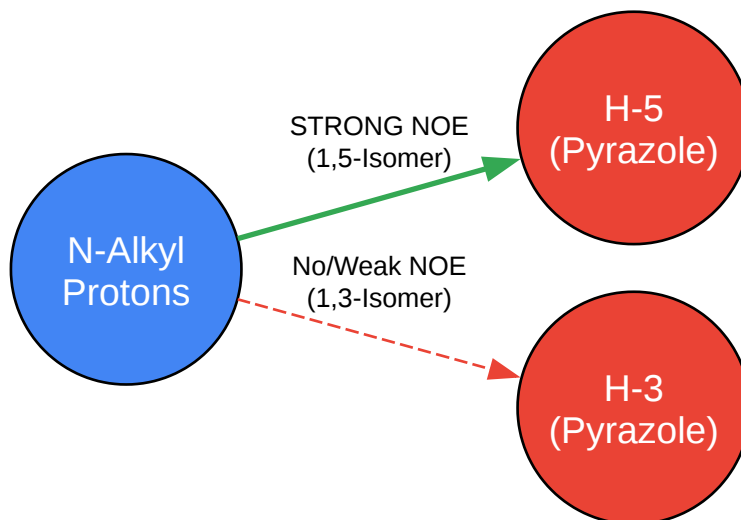 STRONG NOE
(1,5-Isomer)
H-5
(Pyrazole)
N-Alkyl
Protons
No/Weak NOE
(1,3-Isomer)
H-3
(Pyrazole)